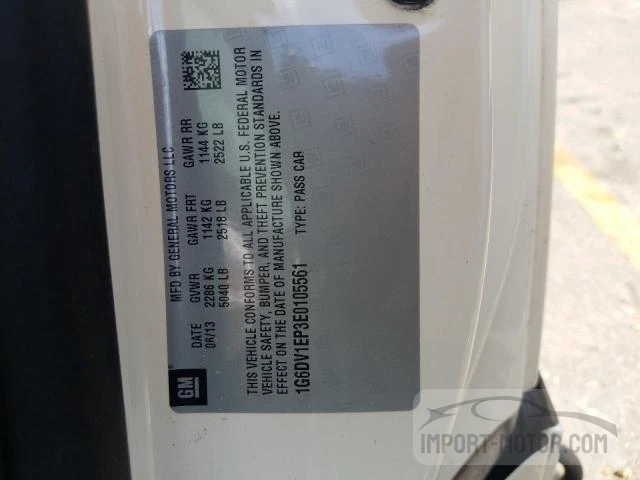 GM
MFD BY GENERAL MOTORS LLC
DATE GVWR GAWR FRT GAWR RR
06/13 2286 KG 1142 KG 1144 KG
5040 LB 2518 LB 2522 LB
THIS VEHICLE CONFORMS TO ALL APPLICABLE U.S. FEDERAL MOTOR
VEHICLE SAFETY, BUMPER, AND THEFT PREVENTION STANDARDS IN
EFFECT ON THE DATE OF MANUFACTURE SHOWN ABOVE.
1G6DV1EP3E0105561 TYPE: PASS CAR
IMPORT-MOTOR.COM